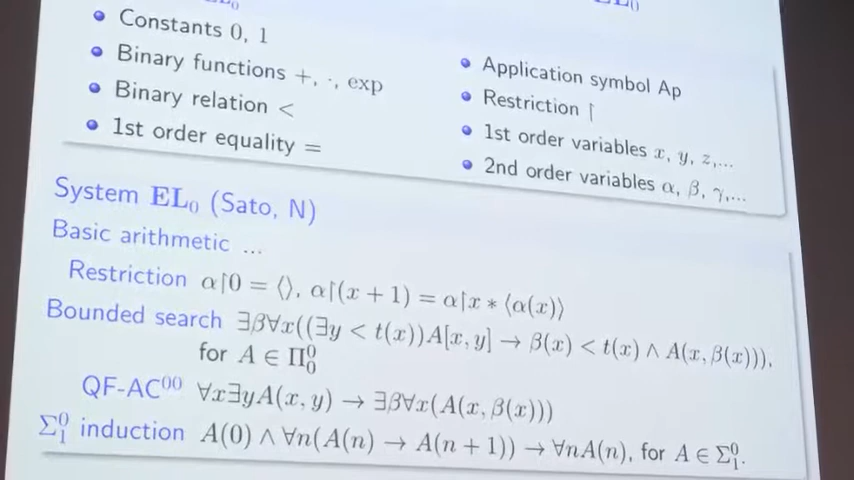 EL₀
• Constants 0, 1
• Binary functions +, ·, exp
• Binary relation <
• 1st order equality =
• Application symbol Ap
• Restriction ↾
• 1st order variables x, y, z,...
• 2nd order variables α, β, γ,...
System EL₀ (Sato, N)
Basic arithmetic ...
Restriction α↾0 = ⟨⟩, α↾(x + 1) = α↾x ∗ ⟨α(x)⟩
Bounded search ∃β∀x((∃y < t(x))A[x, y] → β(x) < t(x) ∧ A(x, β(x))),
for A ∈ Π⁰₀
QF-AC⁰⁰ ∀x∃yA(x, y) → ∃β∀x(A(x, β(x)))
Σ⁰₁ induction A(0) ∧ ∀n(A(n) → A(n + 1)) → ∀nA(n), for A ∈ Σ⁰₁.